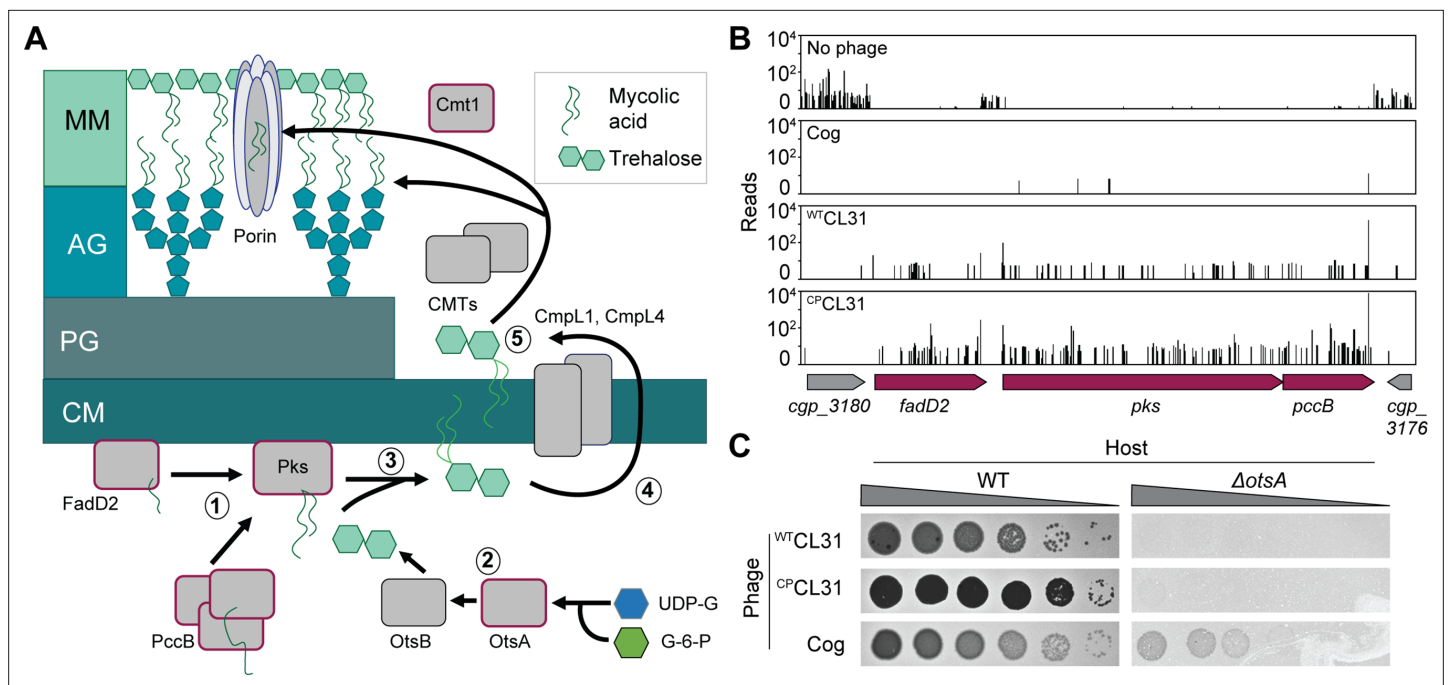 A
MM
AG
PG
CM
Cmt1
Mycolic
acid
Trehalose
Porin
CMTs
CmpL1, CmpL4
5
FadD2
1
Pks
3
4
PccB
2
OtsB
OtsA
UDP-G
G-6-P
B
Reads
10⁴
10²
0
No phage
10⁴
10²
0
Cog
10⁴
10²
0
WTCL31
10⁴
10²
0
CPCL31
cgp_3180
fadD2
pks
pccB
cgp_
3176
C
Host
WT
ΔotsA
Phage
WTCL31
CPCL31
Cog